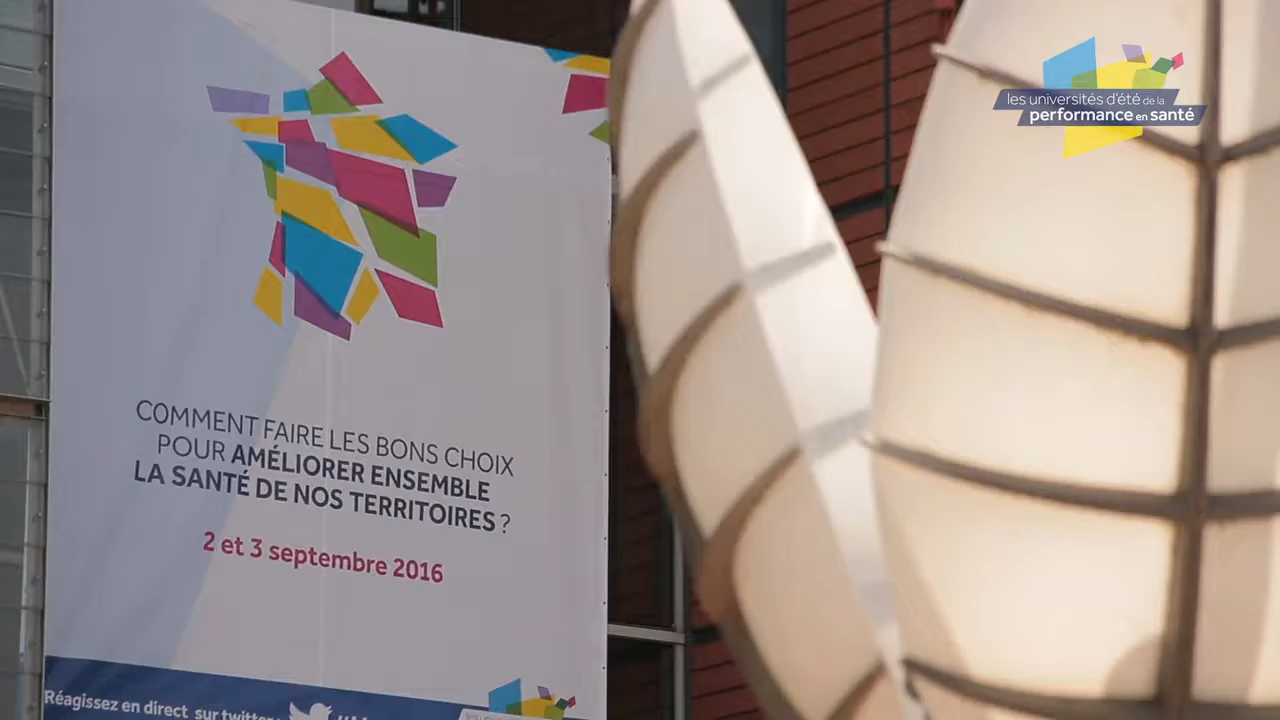 les universités d'été de la
performance en santé
COMMENT FAIRE LES BONS CHOIX
POUR AMÉLIORER ENSEMBLE
LA SANTÉ DE NOS TERRITOIRES ?
2 et 3 septembre 2016
Réagissez en direct sur twitter